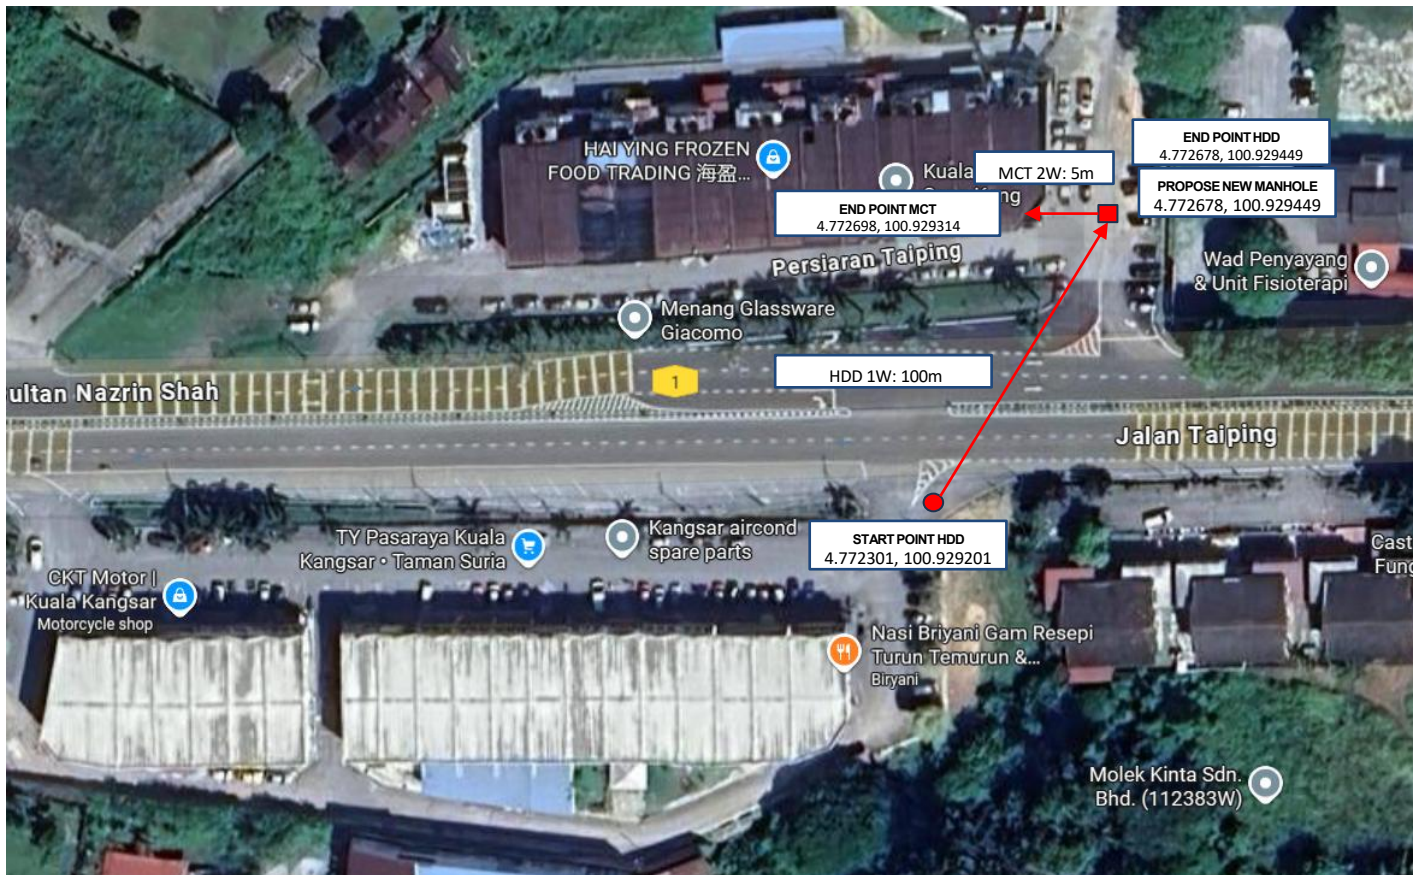 HAI YING FROZEN
FOOD TRADING 海盈...
Kuala
ng
MCT 2W: 5m
END POINT HDD
4.772678, 100.929449
PROPOSE NEW MANHOLE
4.772678, 100.929449
END POINT MCT
4.772698, 100.929314
Persiaran Taiping
Wad Penyayang
& Unit Fisioterapi
Menang Glassware
Giacomo
HDD 1W: 100m
1
ultan Nazrin Shah
Jalan Taiping
START POINT HDD
4.772301, 100.929201
Kangsar aircond
spare parts
TY Pasaraya Kuala
Kangsar • Taman Suria
CKT Motor |
Kuala Kangsar
Motorcycle shop
Cast
Fung
Nasi Briyani Gam Resepi
Turun Temurun &...
Biryani
Molek Kinta Sdn.
Bhd. (112383W)